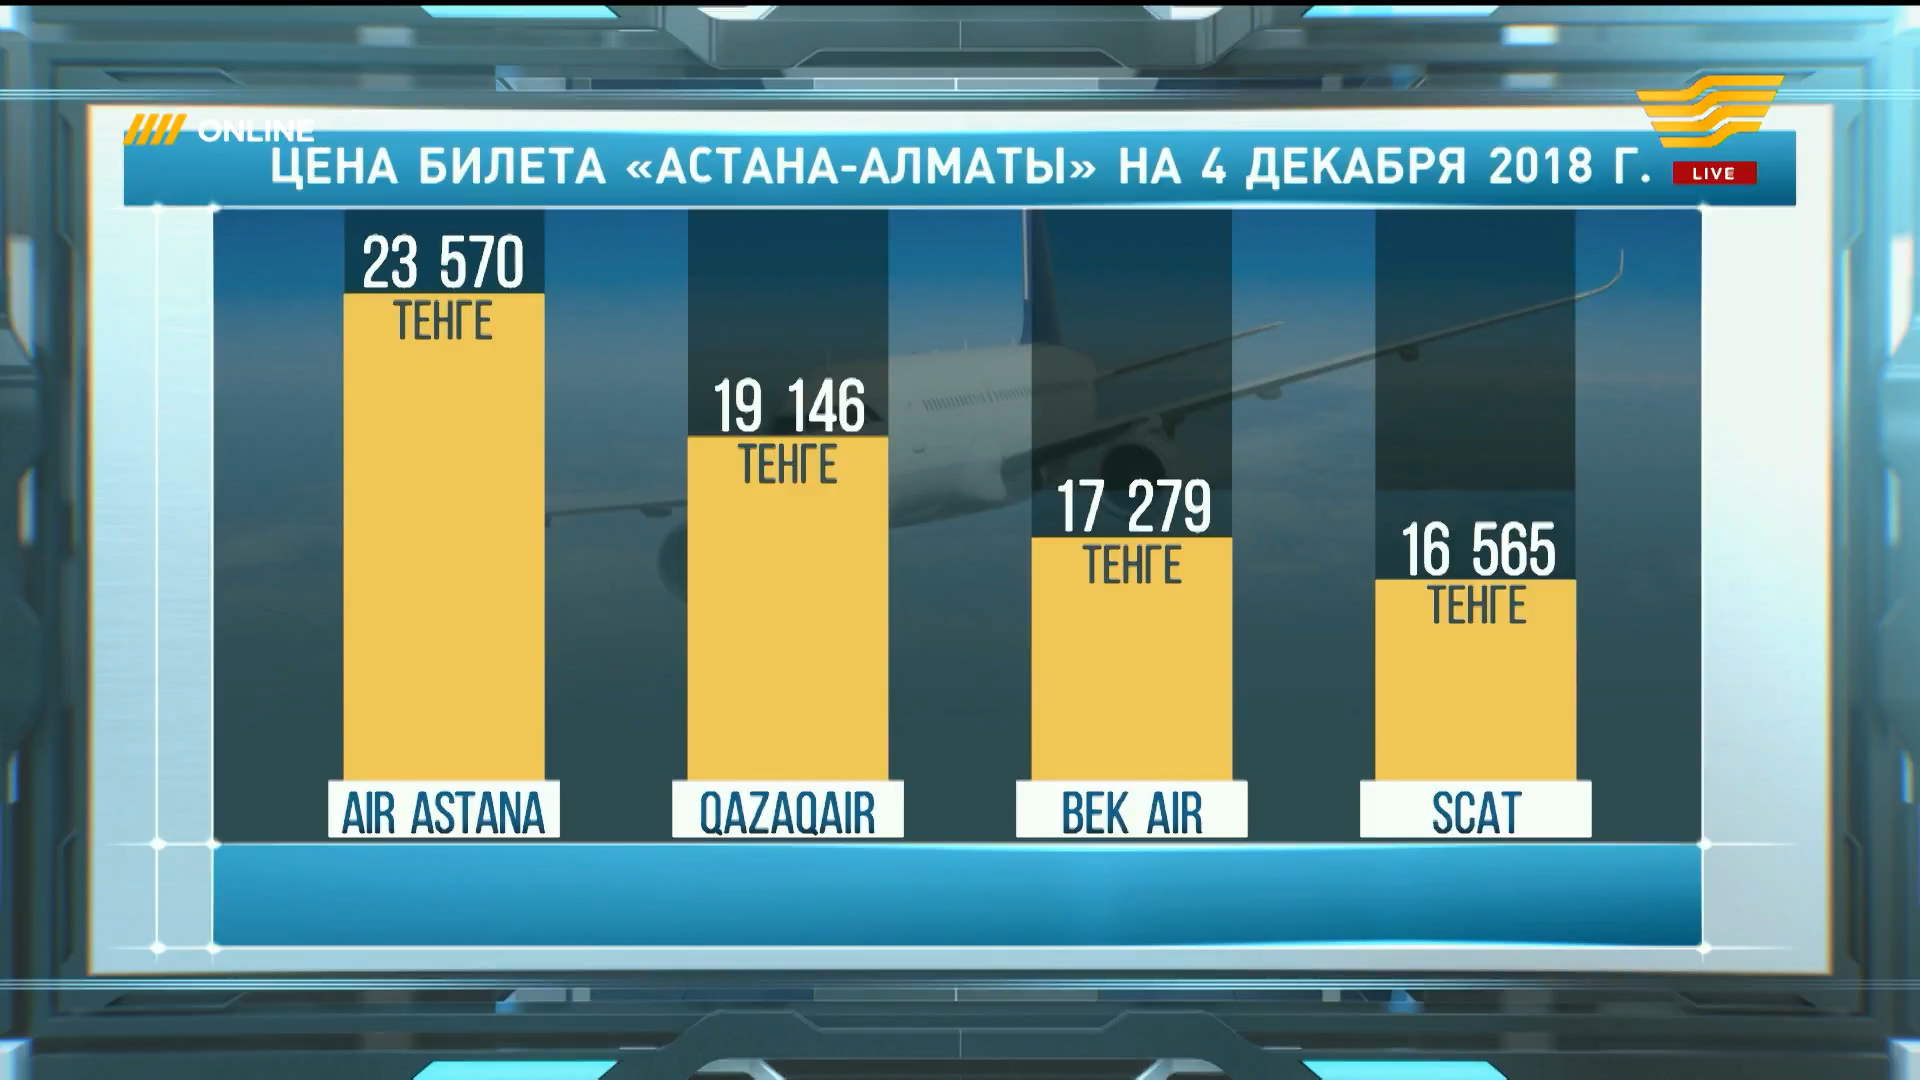 ONLINE
ЦЕНА БИЛЕТА «АСТАНА-АЛМАТЫ» НА 4 ДЕКАБРЯ 2018 Г.
LIVE
23 570
ТЕНГЕ
19 146
ТЕНГЕ
17 279
ТЕНГЕ
16 565
ТЕНГЕ
AIR ASTANA
QAZAQAIR
BEK AIR
SCAT